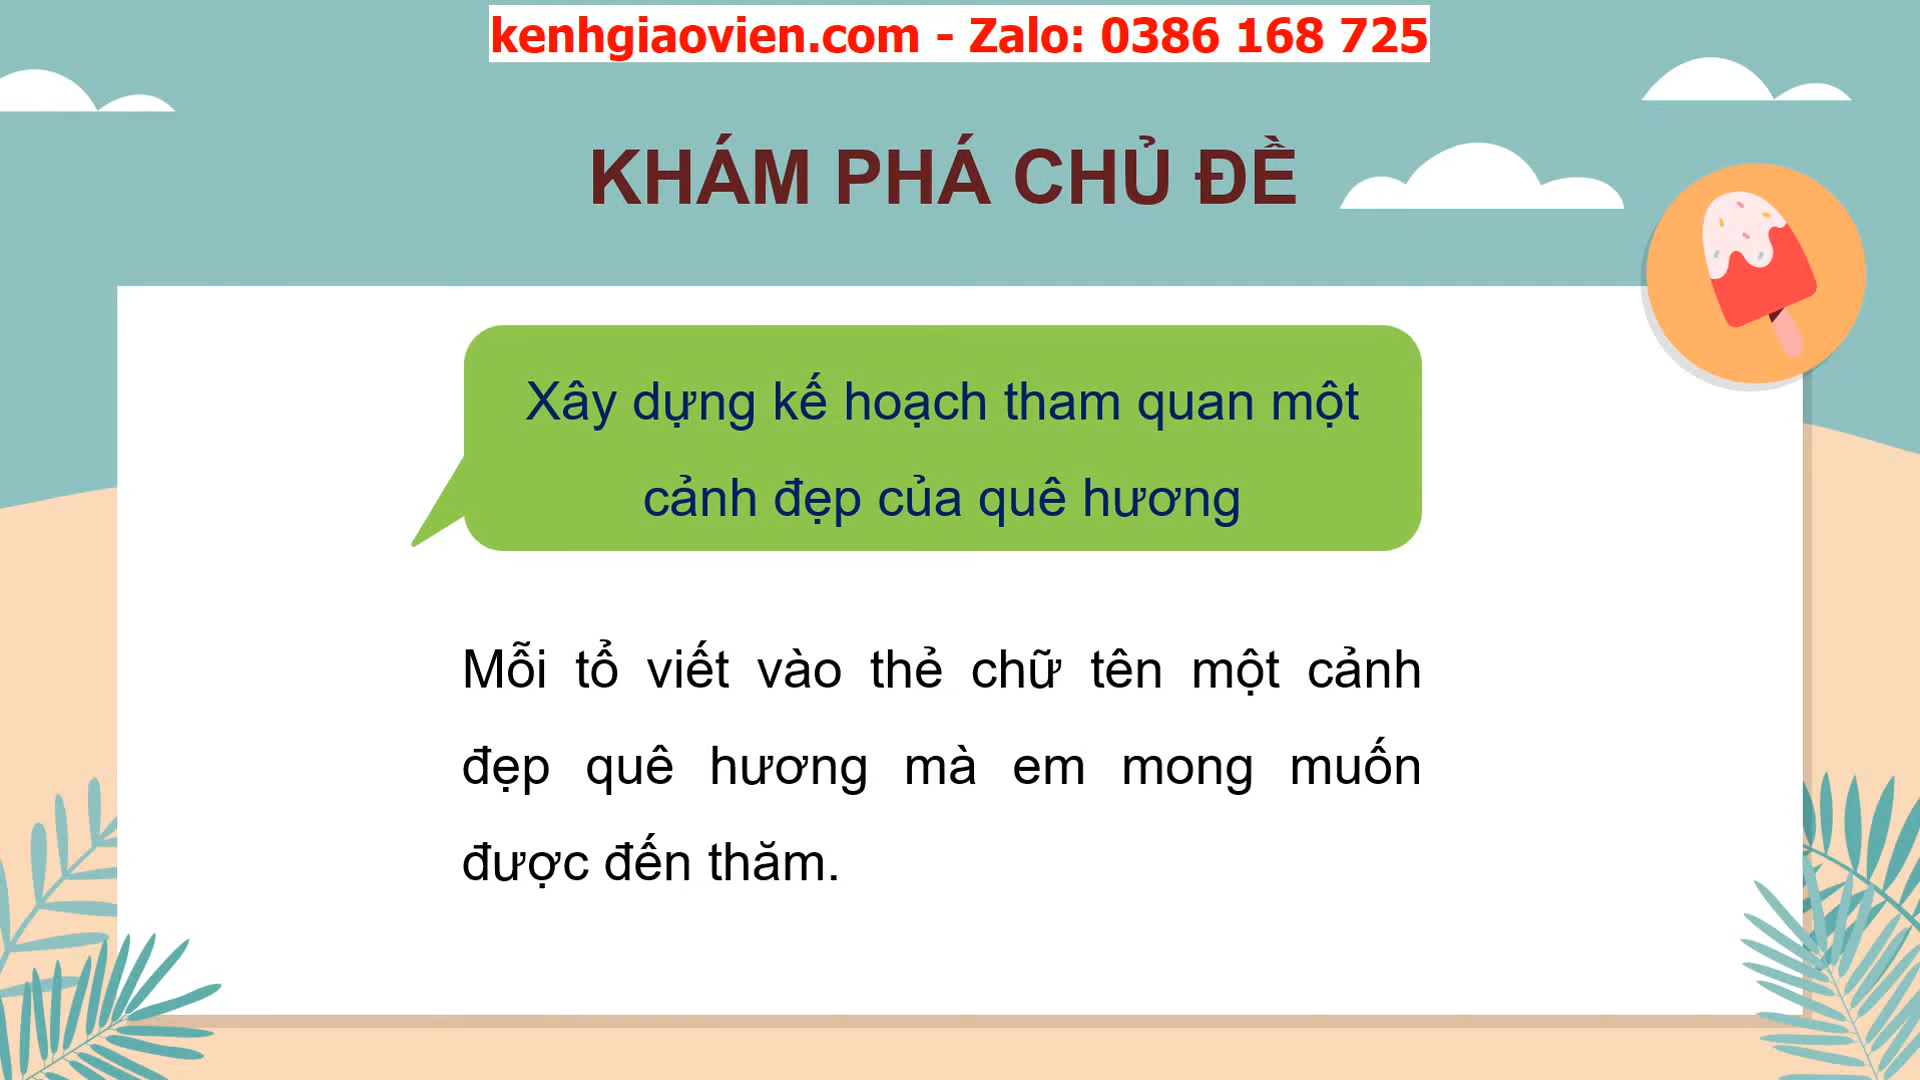 kenhgiaovien.com - Zalo: 0386 168 725
KHÁM PHÁ CHỦ ĐỀ
Xây dựng kế hoạch tham quan một
cảnh đẹp của quê hương
Mỗi tổ viết vào thẻ chữ tên một cảnh
đẹp quê hương mà em mong muốn
được đến thăm.